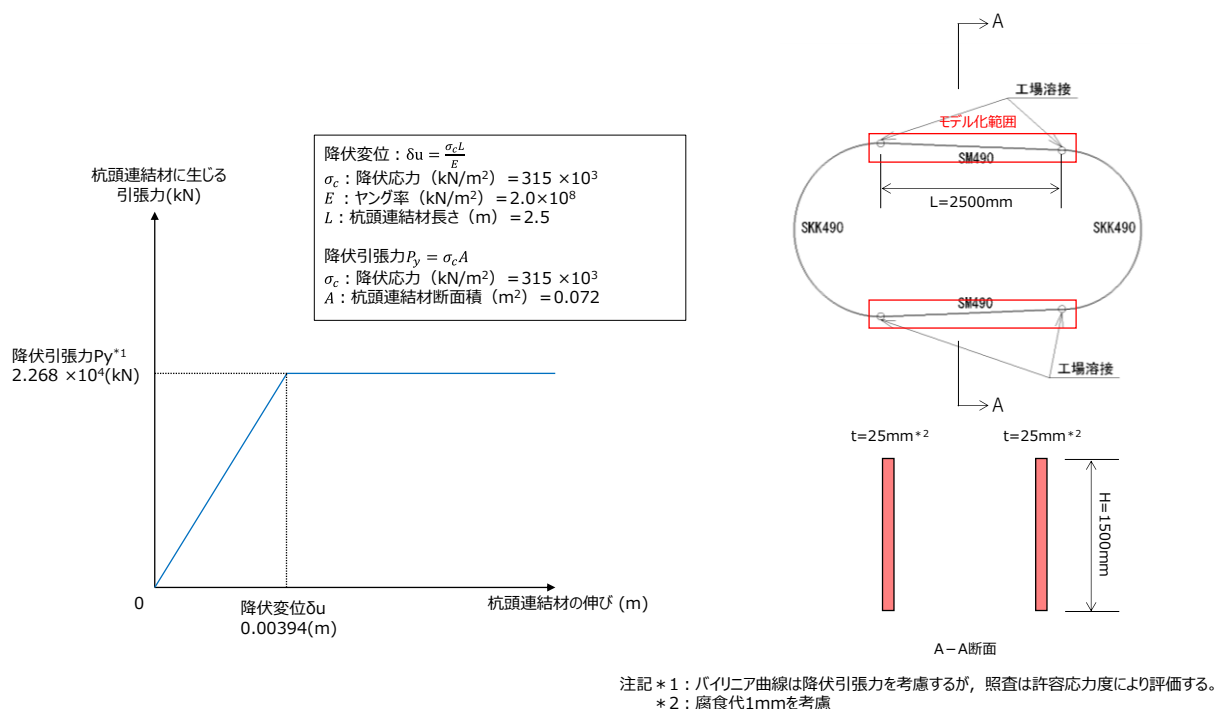 杭頭連結材に生じる
引張力(kN)
降伏変位：δu = σcL/E
σc：降伏応力（kN/m²）＝315 ×10³
E：ヤング率（kN/m²）＝2.0×10⁸
L：杭頭連結材長さ（m）＝2.5
降伏引張力Py = σcA
σc：降伏応力（kN/m²）＝315 ×10³
A：杭頭連結材断面積（m²）＝0.072
降伏引張力Py*1
2.268 ×10⁴(kN)
0
降伏変位δu
0.00394(m)
杭頭連結材の伸び (m)
A
工場溶接
モデル化範囲
SM490
L=2500mm
SKK490
SKK490
SM490
工場溶接
A
t=25mm*2
t=25mm*2
H=1500mm
A－A断面
注記＊1：バイリニア曲線は降伏引張力を考慮するが，照査は許容応力度により評価する。
＊2：腐食代1mmを考慮